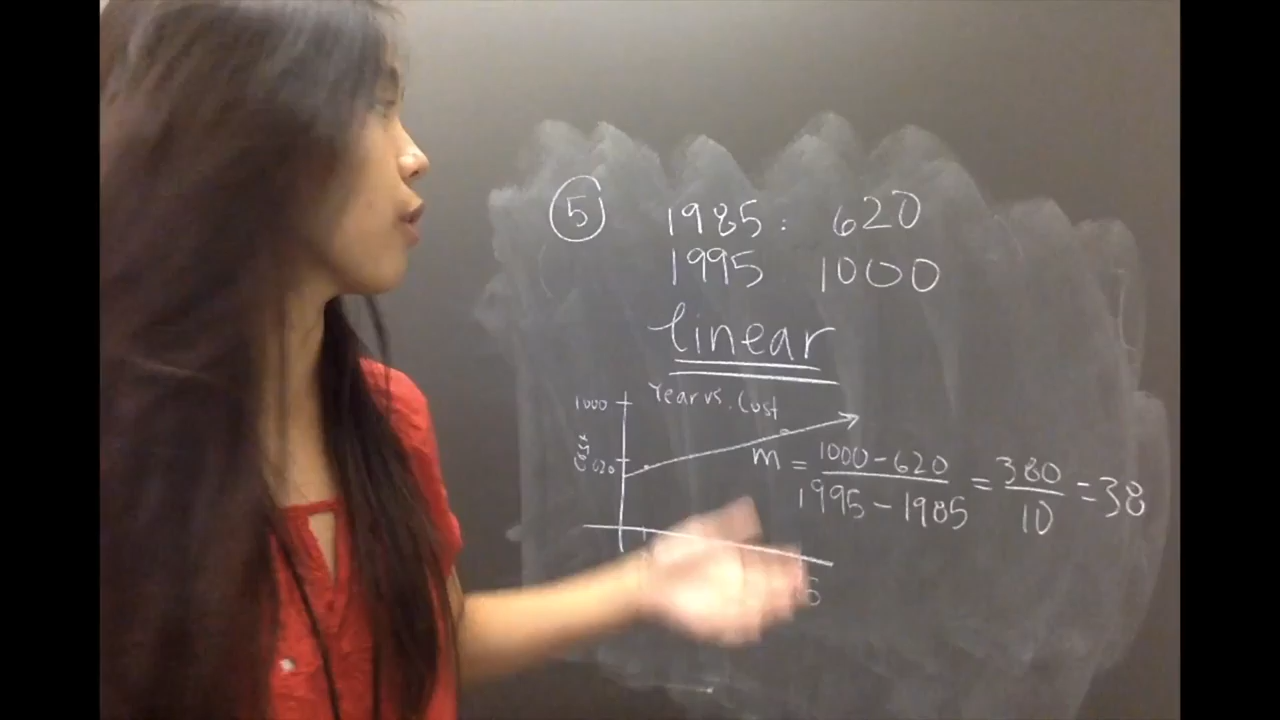 5 1985 : 620
1995 1000
linear
Year vs. Cost
1000
Cost
620
m = 1000 - 620 / 1995 - 1985 = 380 / 10 = 38